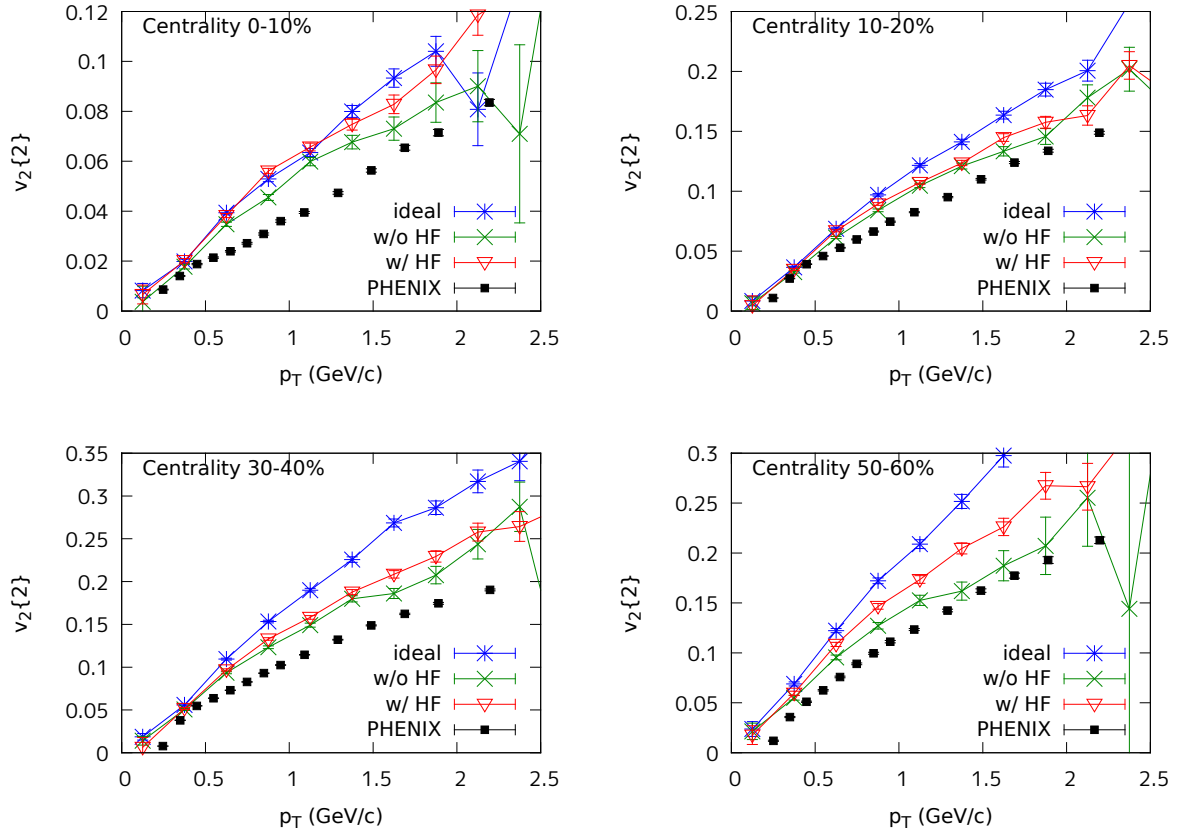 Centrality 0-10%
v2{2}
0.12
0.1
0.08
0.06
0.04
0.02
0
ideal
w/o HF
w/ HF
PHENIX
0 0.5 1 1.5 2 2.5
pT (GeV/c)
Centrality 10-20%
v2{2}
0.25
0.2
0.15
0.1
0.05
0
ideal
w/o HF
w/ HF
PHENIX
0 0.5 1 1.5 2 2.5
pT (GeV/c)
Centrality 30-40%
v2{2}
0.35
0.3
0.25
0.2
0.15
0.1
0.05
0
ideal
w/o HF
w/ HF
PHENIX
0 0.5 1 1.5 2 2.5
pT (GeV/c)
Centrality 50-60%
v2{2}
0.3
0.25
0.2
0.15
0.1
0.05
0
ideal
w/o HF
w/ HF
PHENIX
0 0.5 1 1.5 2 2.5
pT (GeV/c)